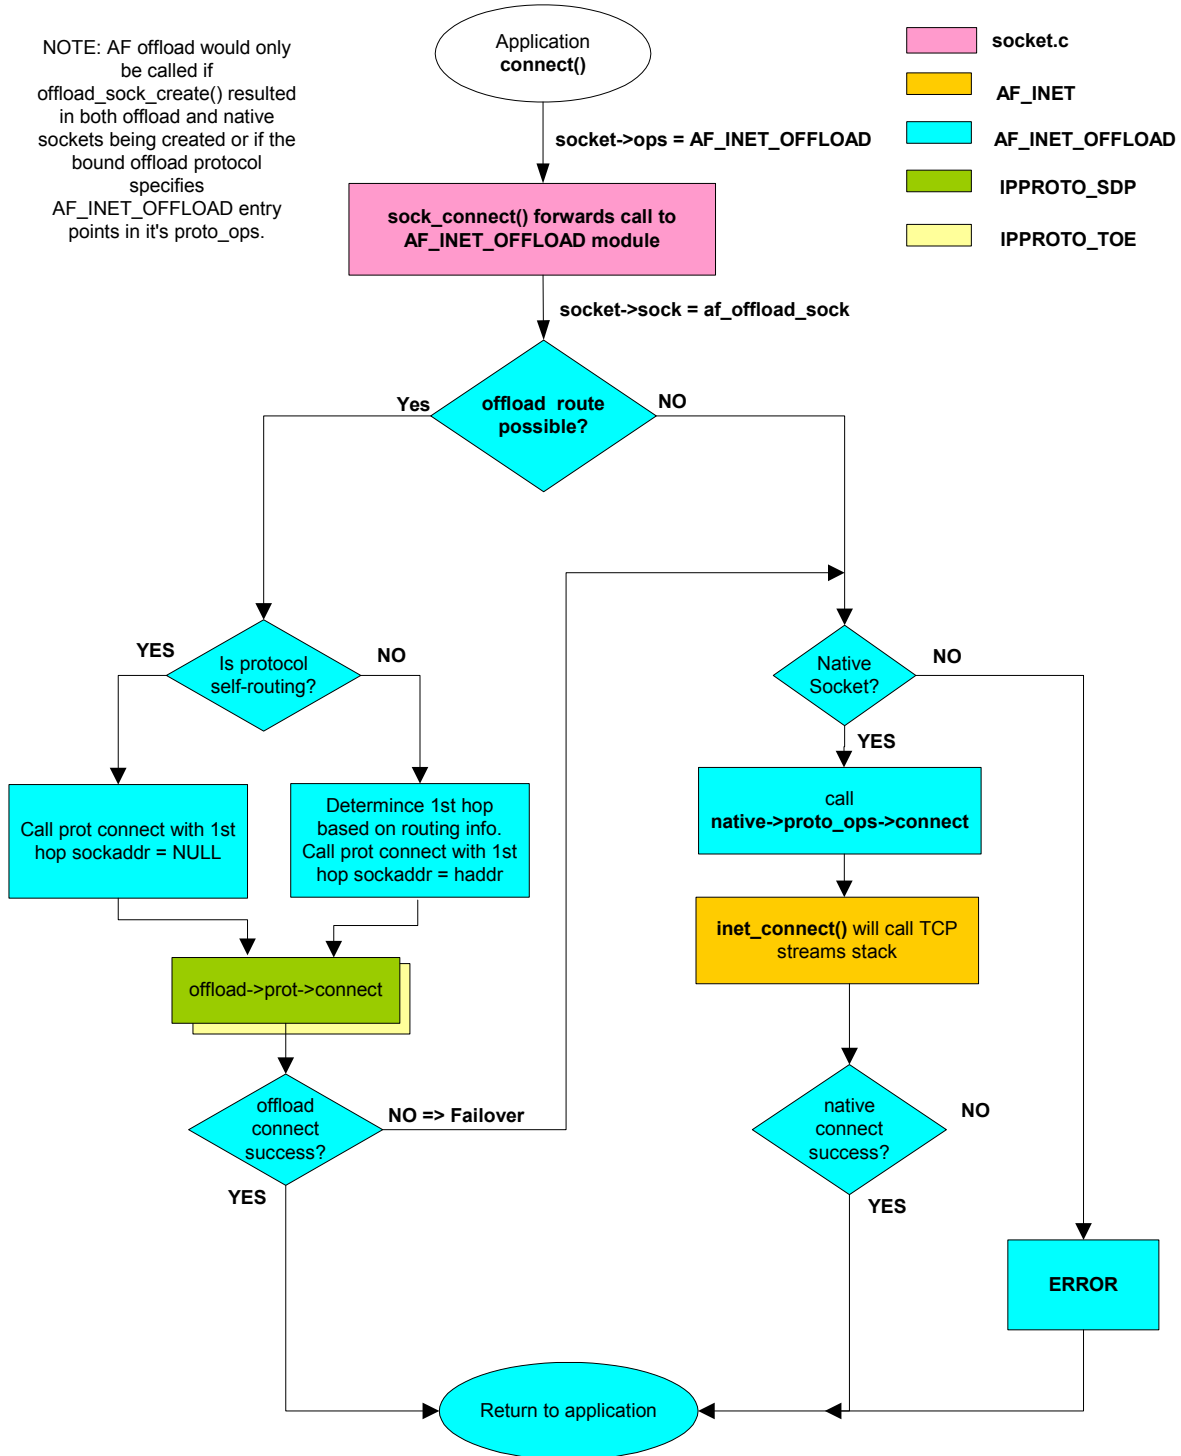 NOTE: AF offload would only
be called if
offload_sock_create() resulted
in both offload and native
sockets being created or if the
bound offload protocol
specifies
AF_INET_OFFLOAD entry
points in it's proto_ops.
Application
connect()
socket.c
AF_INET
AF_INET_OFFLOAD
IPPROTO_SDP
IPPROTO_TOE
socket->ops = AF_INET_OFFLOAD
sock_connect() forwards call to
AF_INET_OFFLOAD module
socket->sock = af_offload_sock
Yes
offload route
possible?
NO
YES
Is protocol
self-routing?
NO
Native
Socket?
NO
YES
Call prot connect with 1st
hop sockaddr = NULL
Determince 1st hop
based on routing info.
Call prot connect with 1st
hop sockaddr = haddr
call
native->proto_ops->connect
inet_connect() will call TCP
streams stack
offload->prot->connect
offload
connect
success?
NO => Failover
YES
native
connect
success?
NO
YES
ERROR
Return to application